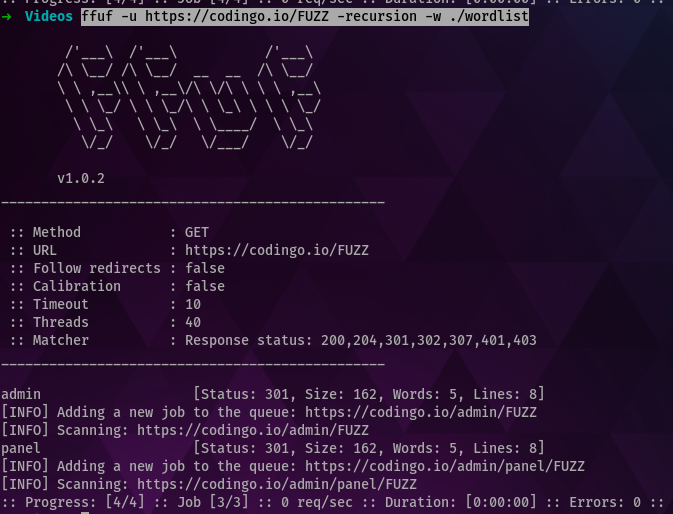 :: Progress: [4/4] :: Job [4/4] :: 0 req/sec :: Duration: [0:00:00] :: Errors: 0 ::
➜ Videos ffuf -u https://codingo.io/FUZZ -recursion -w ./wordlist
        /'___\  /'___\           /'___\
       /\ \__/ /\ \__/  __  __  /\ \__/
       \ \ ,__\\ \ ,__\/\ \/\ \ \ \ ,__\
        \ \ \_/ \ \ \_/\ \ \_\ \ \ \ \_/
         \ \_\   \ \_\  \ \____/  \ \_\
          \/_/    \/_/   \/___/    \/_/
v1.0.2
________________________________________________
:: Method           : GET
:: URL              : https://codingo.io/FUZZ
:: Follow redirects : false
:: Calibration      : false
:: Timeout          : 10
:: Threads          : 40
:: Matcher          : Response status: 200,204,301,302,307,401,403
________________________________________________
admin                   [Status: 301, Size: 162, Words: 5, Lines: 8]
[INFO] Adding a new job to the queue: https://codingo.io/admin/FUZZ
[INFO] Scanning: https://codingo.io/admin/FUZZ
panel                   [Status: 301, Size: 162, Words: 5, Lines: 8]
[INFO] Adding a new job to the queue: https://codingo.io/admin/panel/FUZZ
[INFO] Scanning: https://codingo.io/admin/panel/FUZZ
:: Progress: [4/4] :: Job [3/3] :: 0 req/sec :: Duration: [0:00:00] :: Errors: 0 ::